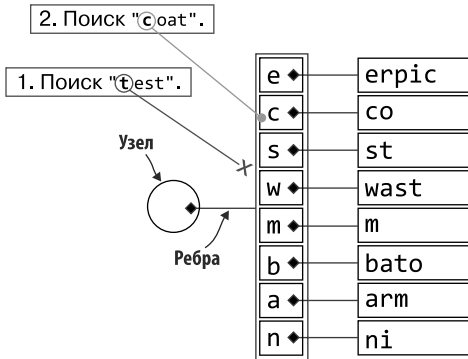 2. Поиск "coat".
1. Поиск "test".
Узел
Ребра
e erpic
c co
s st
w wast
m m
b bato
a arm
n ni